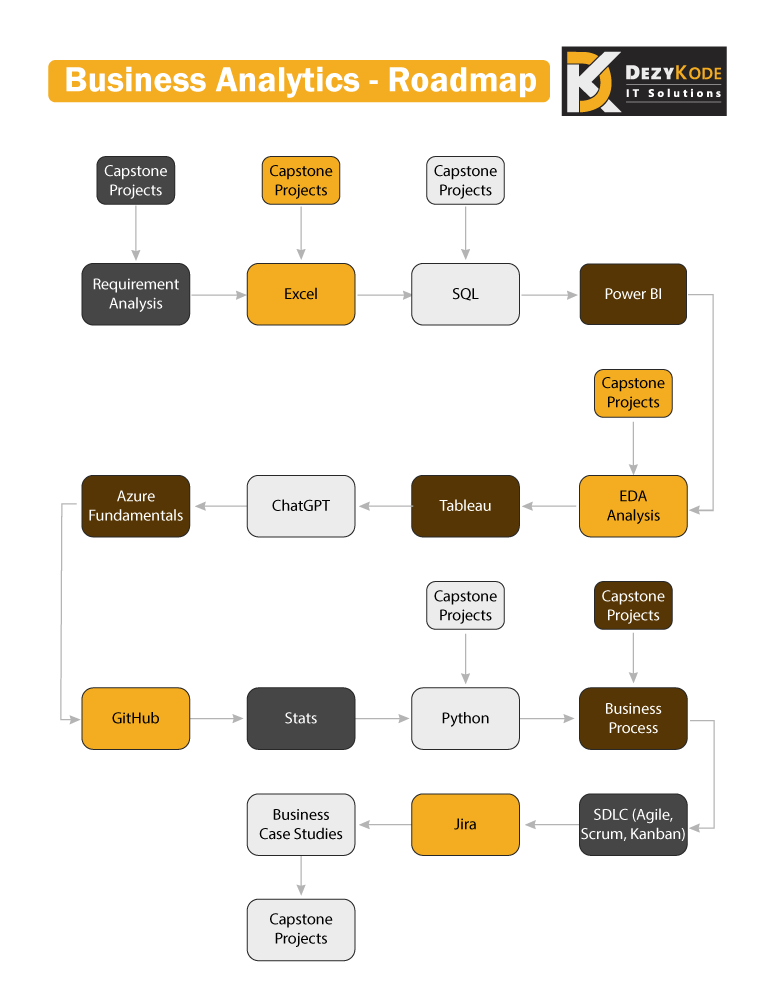 Business Analytics - Roadmap
DEZYKODE
IT Solutions
Capstone
Projects
Capstone
Projects
Capstone
Projects
Requirement
Analysis
Excel
SQL
Power BI
Capstone
Projects
Azure
Fundamentals
ChatGPT
Tableau
EDA
Analysis
Capstone
Projects
Capstone
Projects
GitHub
Stats
Python
Business
Process
Business
Case Studies
Jira
SDLC (Agile,
Scrum, Kanban)
Capstone
Projects